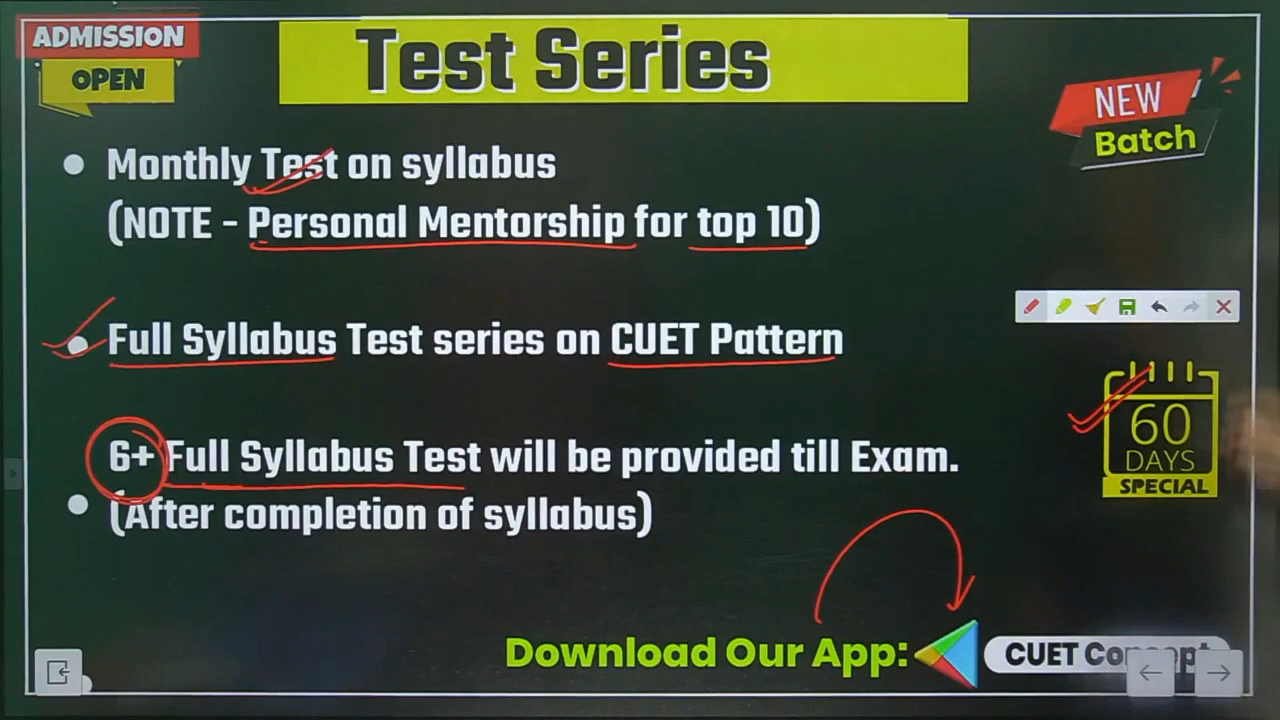 ADMISSION
OPEN
Test Series
NEW
Batch
Monthly Test on syllabus
(NOTE - Personal Mentorship for top 10)
Full Syllabus Test series on CUET Pattern
6+ Full Syllabus Test will be provided till Exam.
(After completion of syllabus)
60
DAYS
SPECIAL
Download Our App:
CUET Concept